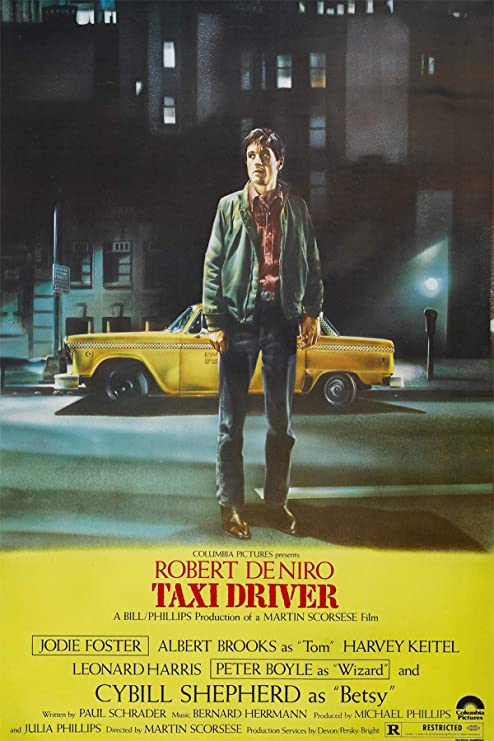 COLUMBIA PICTURES presents
ROBERT DE NIRO
TAXI DRIVER
A BILL/PHILLIPS Production of a MARTIN SCORSESE Film
JODIE FOSTER ALBERT BROOKS as "Tom" HARVEY KEITEL
LEONARD HARRIS PETER BOYLE as "Wizard" and
CYBILL SHEPHERD as "Betsy"
Written by PAUL SCHRADER Music BERNARD HERRMANN Produced by MICHAEL PHILLIPS
and JULIA PHILLIPS Directed by MARTIN SCORSESE Production Services by Devon/Persky-Bright
R RESTRICTED
Columbia
Pictures